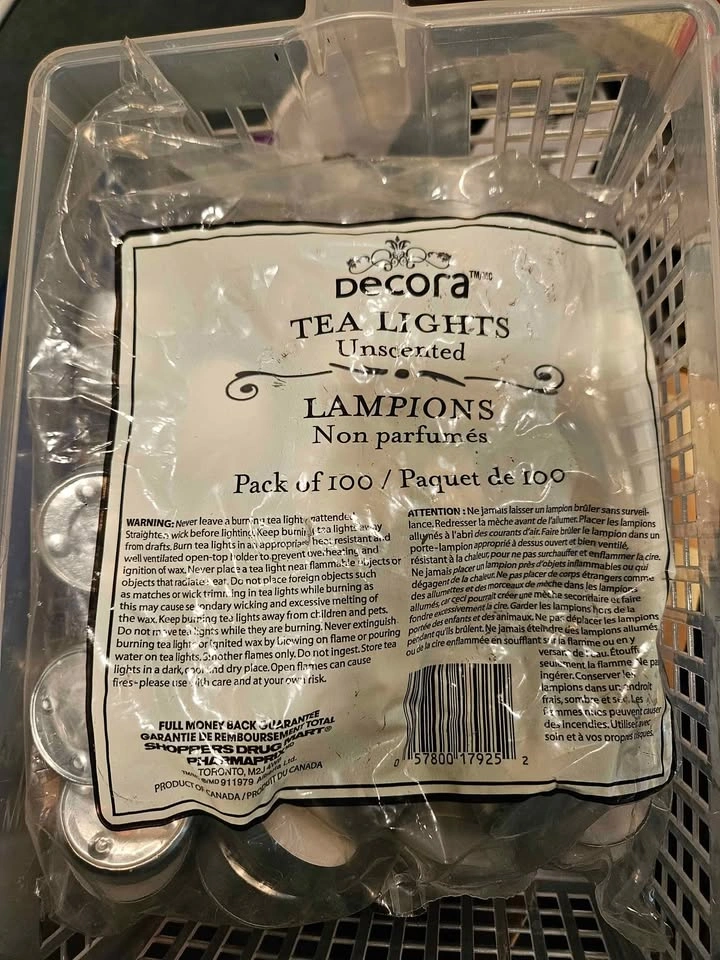 Decora TM/MC
TEA LIGHTS
Unscented
LAMPIONS
Non parfumés
Pack of 100 / Paquet de 100
WARNING: Never leave a burning tea light
Straighten wick before lighting. Keep burning tea lights away
from drafts. Burn tea lights in an appropriate heat resistant and
well ventilated open-top holder to prevent overheating and
ignition of wax. Never place a tea light near flammable objects or
objects that radiate heat. Do not place foreign objects such
as matches or wick trimming in tea lights while burning as
this may cause secondary wicking and excessive melting of
the wax. Keep burning tea lights away from children and pets.
Do not move tea lights while they are burning. Never extinguish
burning tea lights or ignited wax by blowing on flame or pouring
water on tea lights. Smother flames only. Do not ingest. Store tea
lights in a dark, cool and dry place. Open flames can cause
fires-please use with care and at your own risk.
ATTENTION : Ne jamais laisser un lampion brûler sans surveil-
lance. Redresser la mèche avant de l'allumer. Placer les lampions
allumés à l'abri des courants d'air. Faire brûler le lampion dans un
porte-lampion approprié à dessus ouvert et bien ventilé,
résistant à la chaleur pour ne pas surchauffer et enflammer la cire.
Ne jamais placer un lampion près d'objets inflammables ou qui
dégagent de la chaleur. Ne pas placer de corps étrangers comme
des allumettes et des morceaux de mèche dans les lampions
allumés, car ceci pourrait créer une mèche secondaire et faire
fondre excessivement la cire. Garder les lampions hors de la
portée des enfants et des animaux. Ne pas déplacer les lampions
pendant qu'ils brûlent. Ne jamais éteindre des lampions allumés
ou de la cire enflammée en soufflant sur la flamme ou en y
versant de l'eau. Étouffer
seulement la flamme. Ne pas
ingérer. Conserver les
lampions dans un endroit
frais, sombre et sec. Les
flammes nues peuvent causer
des incendies. Utiliser avec
soin et à vos propres risques.
FULL MONEY BACK GUARANTEE
GARANTIE DE REMBOURSEMENT TOTAL
SHOPPERS DRUG MART®
PHARMAPRIX
TORONTO, M2J 4W8
911979 Ltd.
PRODUCT OF CANADA / PRODUIT DU CANADA
0 57800 17925 2